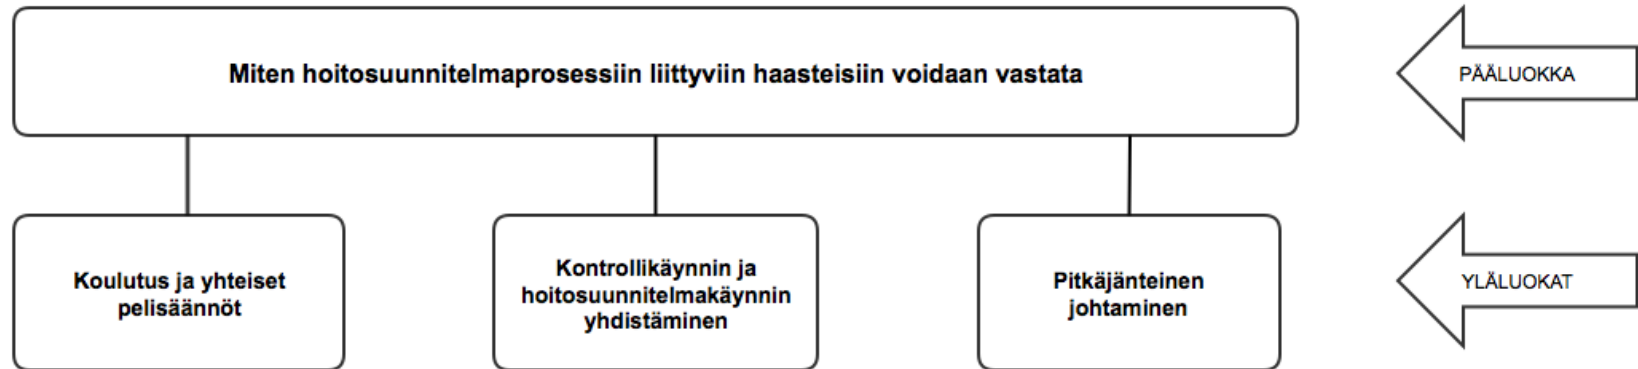 Miten hoitosuunnitelmaprosessiin liittyviin haasteisiin voidaan vastata
PÄÄLUOKKA
Koulutus ja yhteiset
pelisäännöt
Kontrollikäynnin ja
hoitosuunnitelmakäynnin
yhdistäminen
Pitkäjänteinen
johtaminen
YLÄLUOKAT